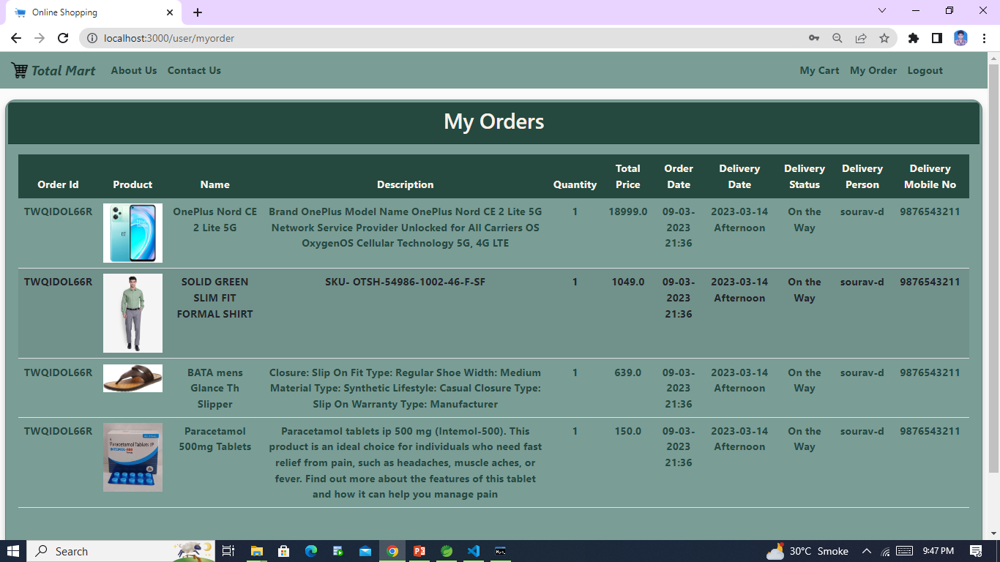 Online Shopping
localhost:3000/user/myorder
Total Mart About Us Contact Us My Cart My Order Logout
My Orders
Order Id Product Name Description Quantity Total Price Order Date Delivery Date Delivery Status Delivery Person Delivery Mobile No
TWQIDOL66R OnePlus Nord CE Brand OnePlus Model Name OnePlus Nord CE 2 Lite 5G 1 18999.0 09-03- 2023-03-14 On the sourav-d 9876543211
2 Lite 5G Network Service Provider Unlocked for All Carriers OS 2023 Afternoon Way
OxygenOS Cellular Technology 5G, 4G LTE 21:36
TWQIDOL66R SOLID GREEN SKU- OTSH-54986-1002-46-F-SF 1 1049.0 09-03- 2023-03-14 On the sourav-d 9876543211
SLIM FIT 2023 Afternoon Way
FORMAL SHIRT 21:36
TWQIDOL66R BATA mens Closure: Slip On Fit Type: Regular Shoe Width: Medium 1 639.0 09-03- 2023-03-14 On the sourav-d 9876543211
Glance Th Material Type: Synthetic Lifestyle: Casual Closure Type: 2023 Afternoon Way
Slipper Slip On Warranty Type: Manufacturer 21:36
TWQIDOL66R Paracetamol Paracetamol tablets ip 500 mg (Intemol-500). This 1 150.0 09-03- 2023-03-14 On the sourav-d 9876543211
500mg Tablets product is an ideal choice for individuals who need fast 2023 Afternoon Way
relief from pain, such as headaches, muscle aches, or 21:36
fever. Find out more about the features of this tablet
and how it can help you manage pain
Paracetamol Tablets IP
INTEMOL-500
Search 30°C Smoke 9:47 PM